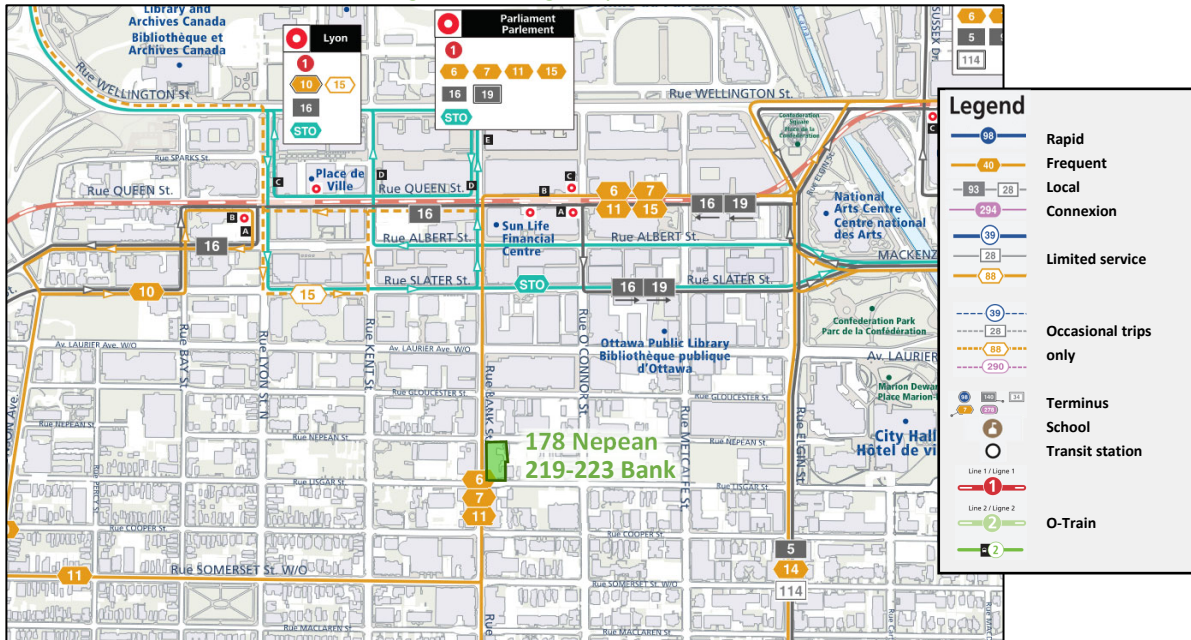 Library and
Archives Canada
Bibliothèque et
Archives Canada
Lyon
1
10
15
16
STO
Parliament
Parlement
1
6
7
11
15
16
19
STO
SUSSEX Dr.
6
5
114
Rue WELLINGTON St.
Rue WELLINGTON St.
Confederation
Square
Place de la
Confédération
Rue SPARKS St.
E
C
Place de
Ville
D
D
Rue QUEEN St.
Rue QUEEN St.
C
B
6
7
11
15
16
19
Rue ELGIN St.
National
Arts Centre
Centre national
des Arts
B
A
16
16
A
Sun Life
Financial
Centre
Rue ALBERT St.
Rue ALBERT St.
MACKENZ
10
15
Rue SLATER St.
STO
16
19
Rue SLATER St.
Confederation Park
Parc de la Confédération
Ottawa Public Library
Bibliothèque publique
d'Ottawa
Av. LAURIER Ave. W/O
Av. LAURIER
Rue BAY St.
Rue LYON St. N
Rue KENT St.
Rue BANK St.
Rue O'CONNOR St.
Rue METCALFE St.
Rue ELGIN St.
Rue GLOUCESTER St.
Rue GLOUCESTER St.
Marion Dewar
Place Marion-
Rue NEPEAN St.
Rue NEPEAN St.
City Hall
Hôtel de vi
178 Nepean
219-223 Bank
Rue LISGAR St.
Rue LISGAR St.
6
7
11
Rue COOPER St.
Rue COOPER St.
5
14
114
11
Rue SOMERSET St. W/O
Rue SOMERSET St. W/O
Rue MACLAREN St.
Rue MACLAREN St.
Legend
98 Rapid
40 Frequent
93 28 Local
294 Connexion
39
28 Limited service
88
39
28 Occasional trips
88 only
290
Terminus
School
Transit station
Line 1 / Ligne 1
1
Line 2 / Ligne 2
2 O-Train
2